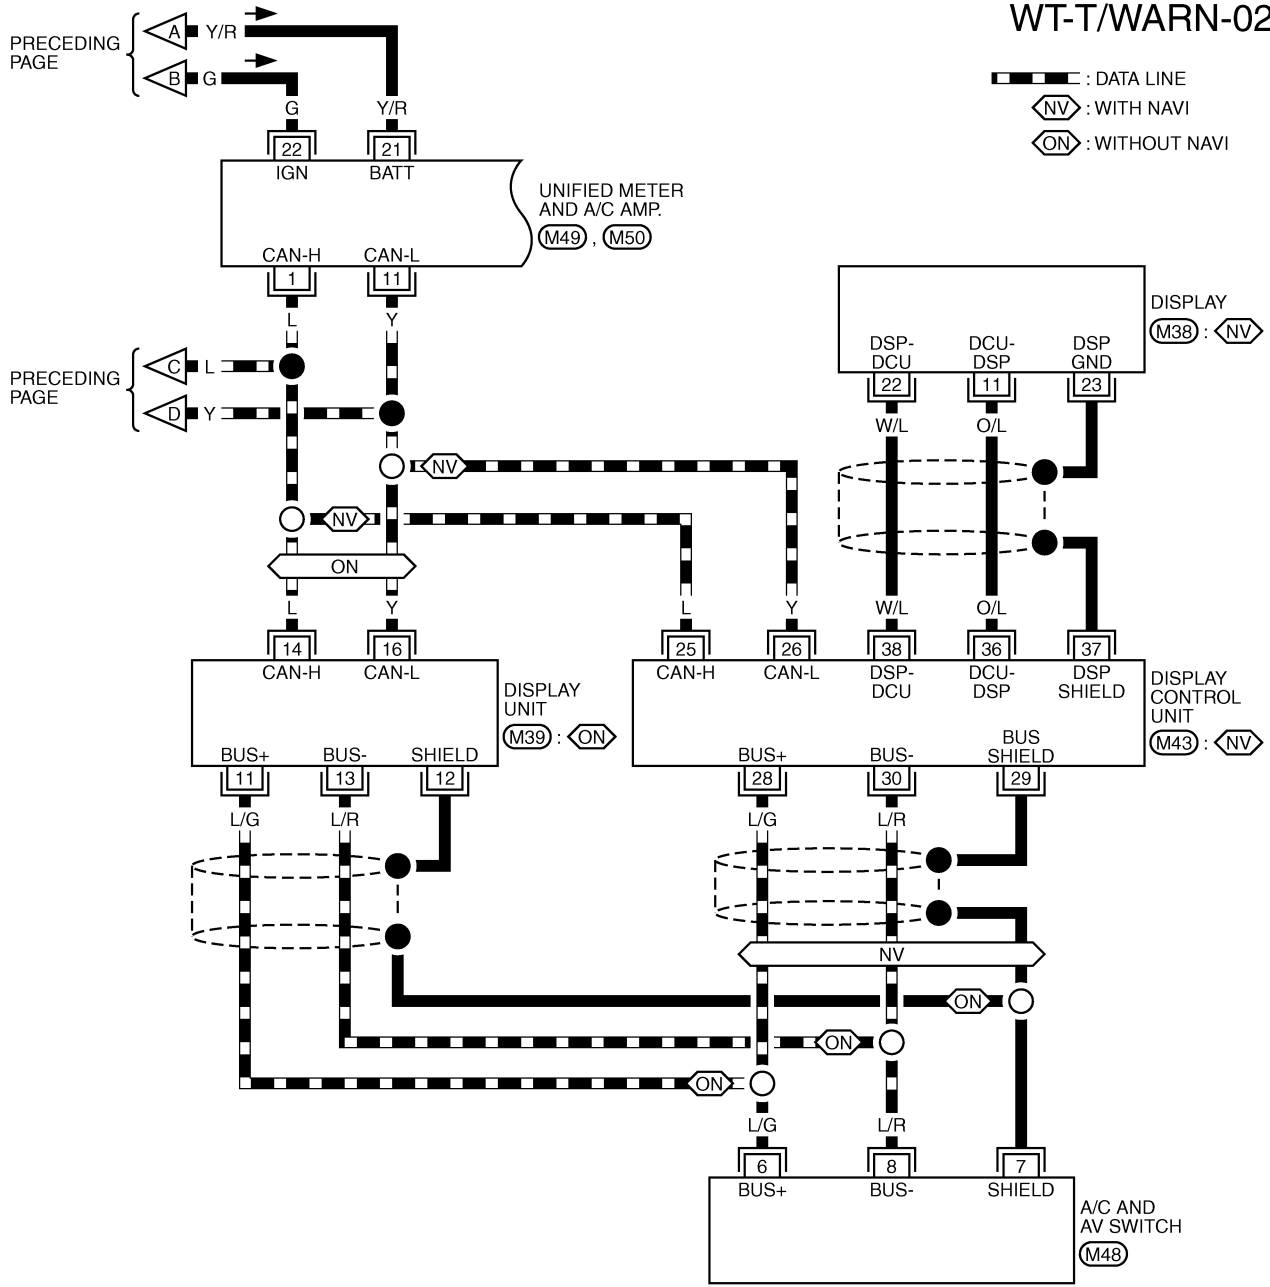 WT-T/WARN-02
PRECEDING
PAGE
A Y/R
B G
: DATA LINE
NV : WITH NAVI
ON : WITHOUT NAVI
G Y/R
22 21
IGN BATT
UNIFIED METER
AND A/C AMP.
M49 , M50
CAN-H CAN-L
1 11
L Y
PRECEDING
PAGE
C L
D Y
DISPLAY
M38 : NV
DSP-
DCU
DCU-
DSP
DSP
GND
22 11 23
W/L O/L
NV
NV
ON
L Y L Y W/L O/L
14 16 25 26 38 36 37
CAN-H CAN-L CAN-H CAN-L
DSP-
DCU
DCU-
DSP
DSP
SHIELD
DISPLAY
UNIT
M39 : ON
DISPLAY
CONTROL
UNIT
M43 : NV
BUS+ BUS- SHIELD BUS+ BUS-
BUS
SHIELD
11 13 12 28 30 29
L/G L/R L/G L/R
NV
ON
ON
ON
L/G L/R
6 8 7
BUS+ BUS- SHIELD
A/C AND
AV SWITCH
M48